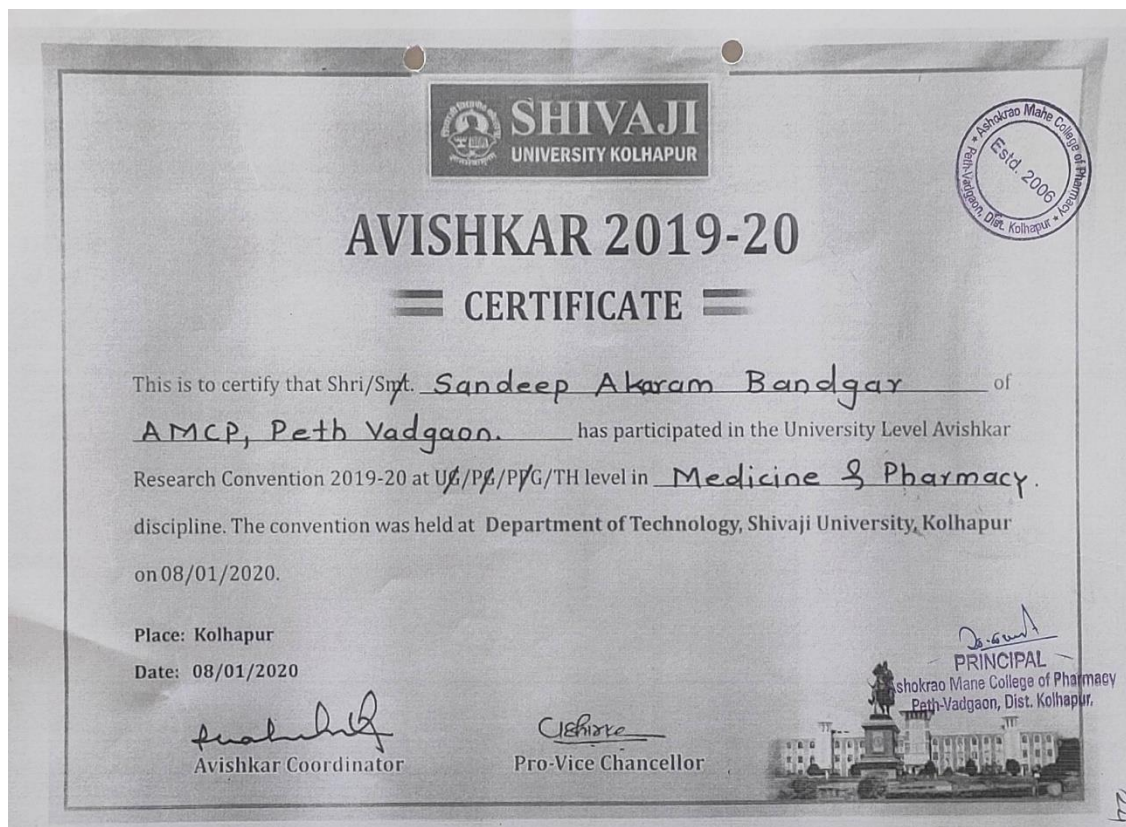 SHIVAJI
UNIVERSITY KOLHAPUR
Ashokrao Mane College of Pharmacy
Peth-Vadgaon, Dist. Kolhapur
Estd. 2006
AVISHKAR 2019-20
CERTIFICATE
This is to certify that Shri/Smt. Sandeep Akaram Bandgar of
AMCP, Peth Vadgaon. has participated in the University Level Avishkar
Research Convention 2019-20 at UG/PG/PPG/TH level in Medicine & Pharmacy.
discipline. The convention was held at Department of Technology, Shivaji University, Kolhapur
on 08/01/2020.
Place: Kolhapur
Date: 08/01/2020
PRINCIPAL
shokrao Mane College of Pharmacy
Peth-Vadgaon, Dist. Kolhapur.
Avishkar Coordinator
Pro-Vice Chancellor